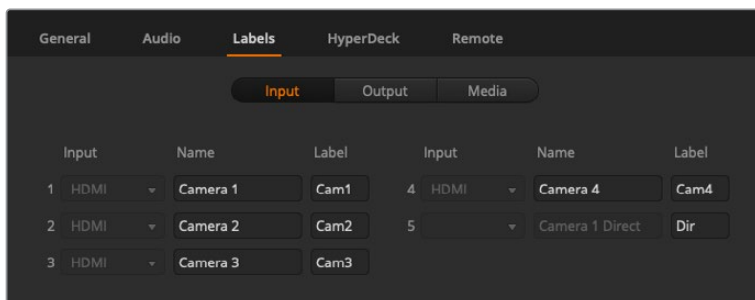 General Audio Labels HyperDeck Remote
Input Output Media
Input Name Label Input Name Label
1 HDMI Camera 1 Cam1 4 HDMI Camera 4 Cam4
2 HDMI Camera 2 Cam2 5 Camera 1 Direct Dir
3 HDMI Camera 3 Cam3